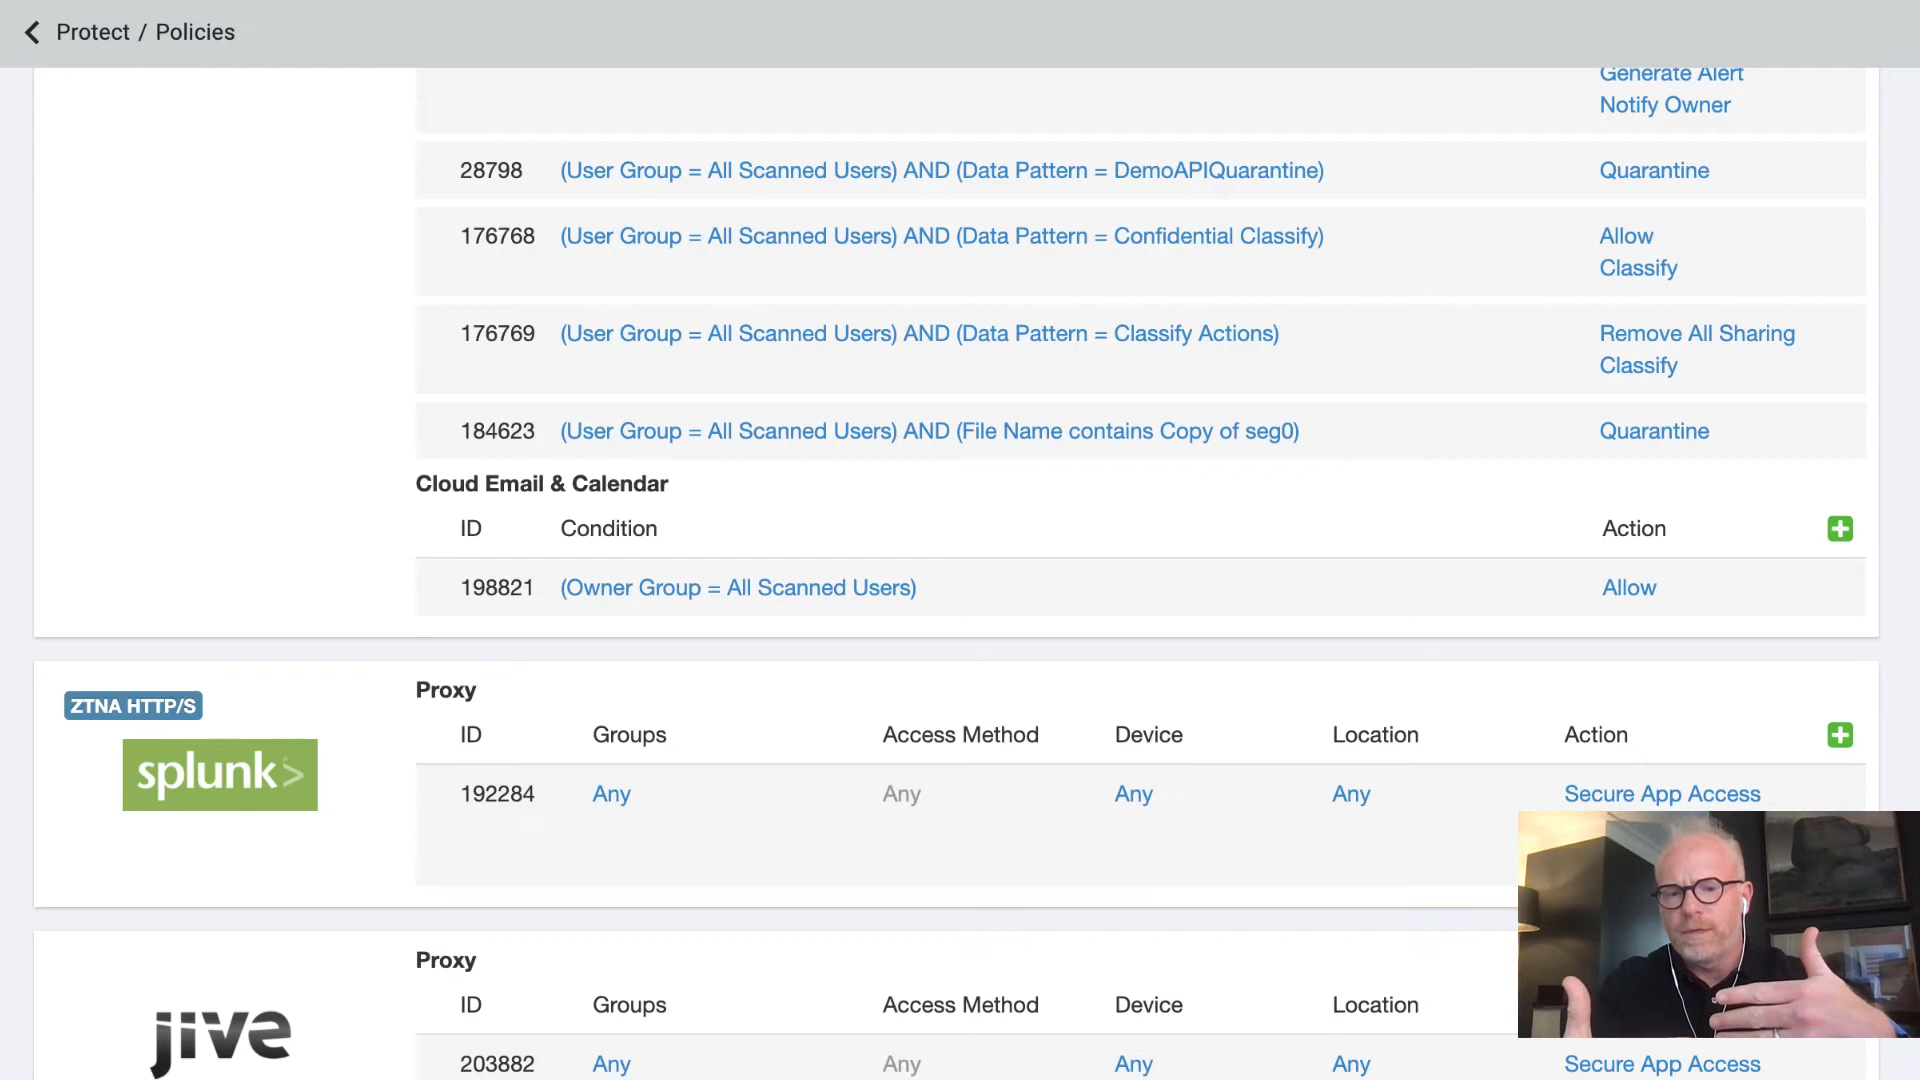 Protect / Policies
Generate Alert
Notify Owner
28798 (User Group = All Scanned Users) AND (Data Pattern = DemoAPIQuarantine) Quarantine
176768 (User Group = All Scanned Users) AND (Data Pattern = Confidential Classify) Allow
Classify
176769 (User Group = All Scanned Users) AND (Data Pattern = Classify Actions) Remove All Sharing
Classify
184623 (User Group = All Scanned Users) AND (File Name contains Copy of seg0) Quarantine
Cloud Email & Calendar
ID Condition Action
198821 (Owner Group = All Scanned Users) Allow
ZTNA HTTP/S
splunk>
Proxy
ID Groups Access Method Device Location Action
192284 Any Any Any Any Secure App Access
jive
Proxy
ID Groups Access Method Device Location
203882 Any Any Any Any Secure App Access